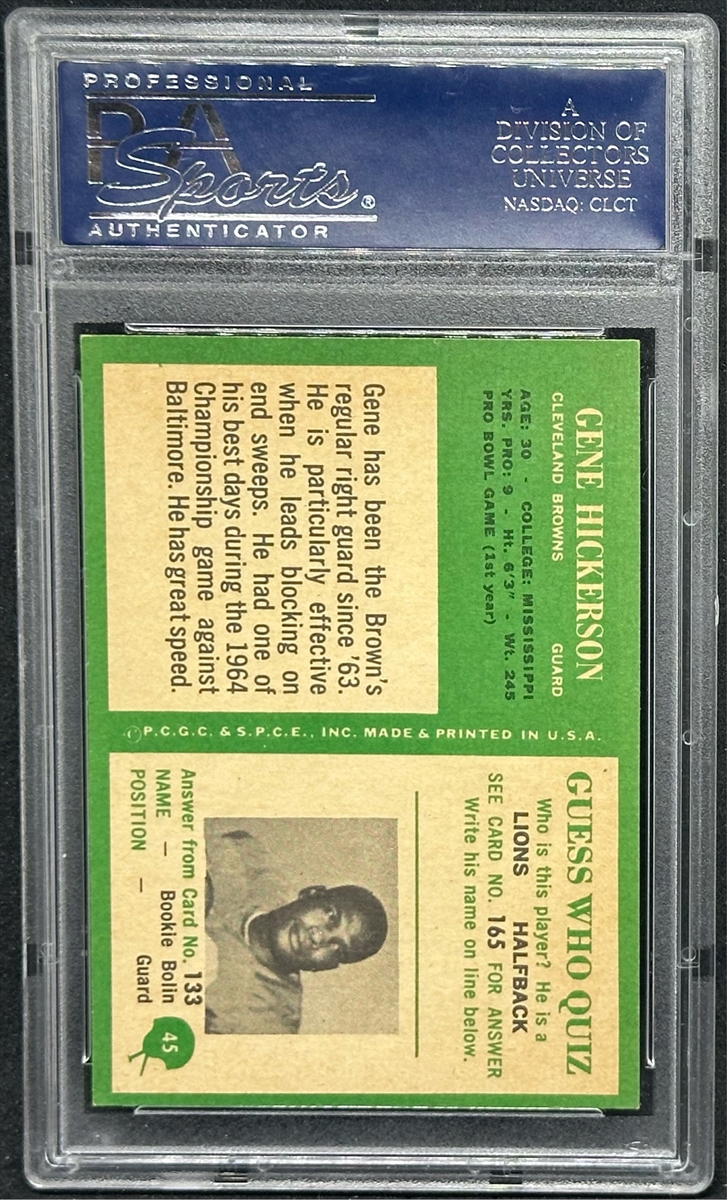 PROFESSIONAL
PSA
Sports®
AUTHENTICATOR
A
DIVISION OF
COLLECTORS
UNIVERSE
NASDAQ: CLCT
GENE HICKERSON
CLEVELAND BROWNS GUARD
AGE: 30 - COLLEGE: MISSISSIPPI
YRS. PRO: 9 - Ht. 6'3" - Wt. 245
PRO BOWL GAME (1st year)
Gene has been the Brown's
regular right guard since '63.
He is particularly effective
when he leads blocking on
end sweeps. He had one of
his best days during the 1964
Championship game against
Baltimore. He has great speed.
©P.C.G.C. & S.P.C.E., INC. MADE & PRINTED IN U.S.A.
GUESS WHO QUIZ
Who is this player? He is a
LIONS HALFBACK
SEE CARD NO. 165 FOR ANSWER
Write his name on line below.
Answer from Card No. 133
NAME — Bookie Bolin
POSITION — Guard
45